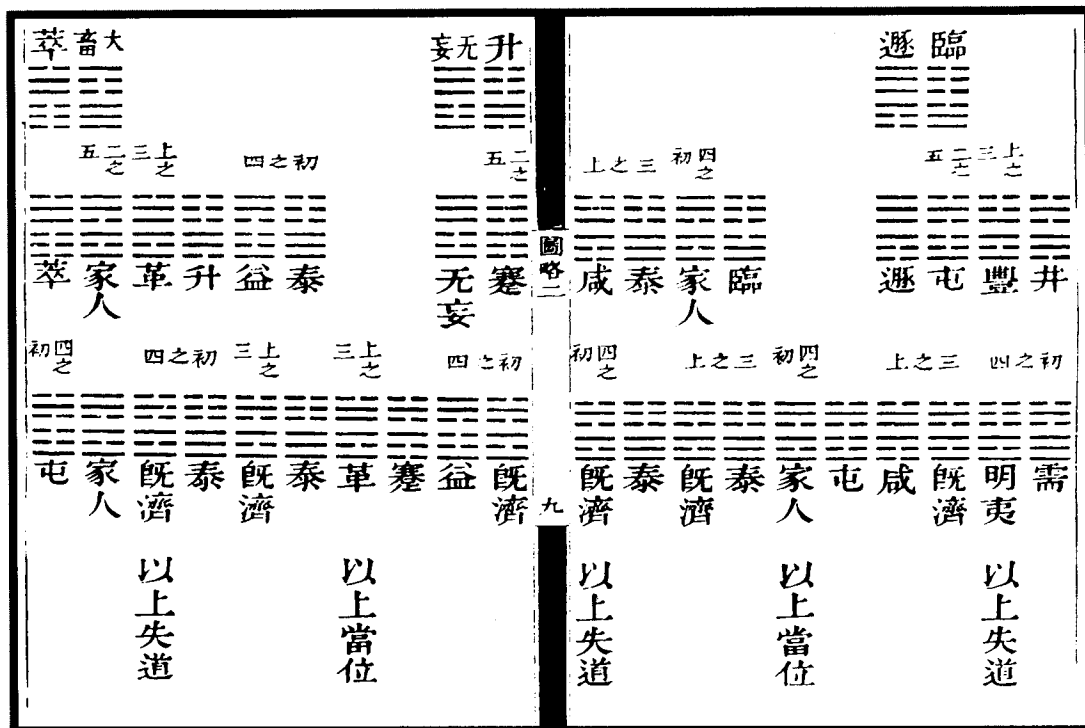 臨 遯
上之三 二之五 四之初 三之上
井 豐 屯 遯 臨 家人 泰 咸
初之四 三之上 四之初 三之上 四之初
需 明夷 旣濟 咸 屯 家人 泰 旣濟 泰 旣濟
以上失道 以上當位 以上失道
圖略二
九
升 无妄 大畜 萃
二之五 初之四 上之三 二之五
蹇 无妄 泰 益 升 革 家人 萃
初之四 上之三 上之三 初之四 四之初
旣濟 益 蹇 革 泰 旣濟 泰 旣濟 家人 屯
以上當位 以上失道